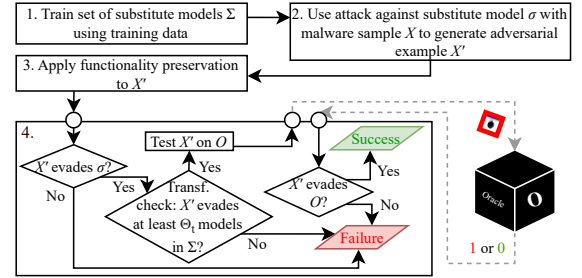 1. Train set of substitute models Σ
using training data
2. Use attack against substitute model σ with
malware sample X to generate adversarial
example X′
3. Apply functionality preservation
to X′
4.
Test X′ on O
Success
X′ evades σ?
Yes
Yes
Transf.
check: X′ evades
at least Θt models
in Σ?
X′ evades
O?
Yes
No
No
No
Failure
Oracle
O
1 or 0